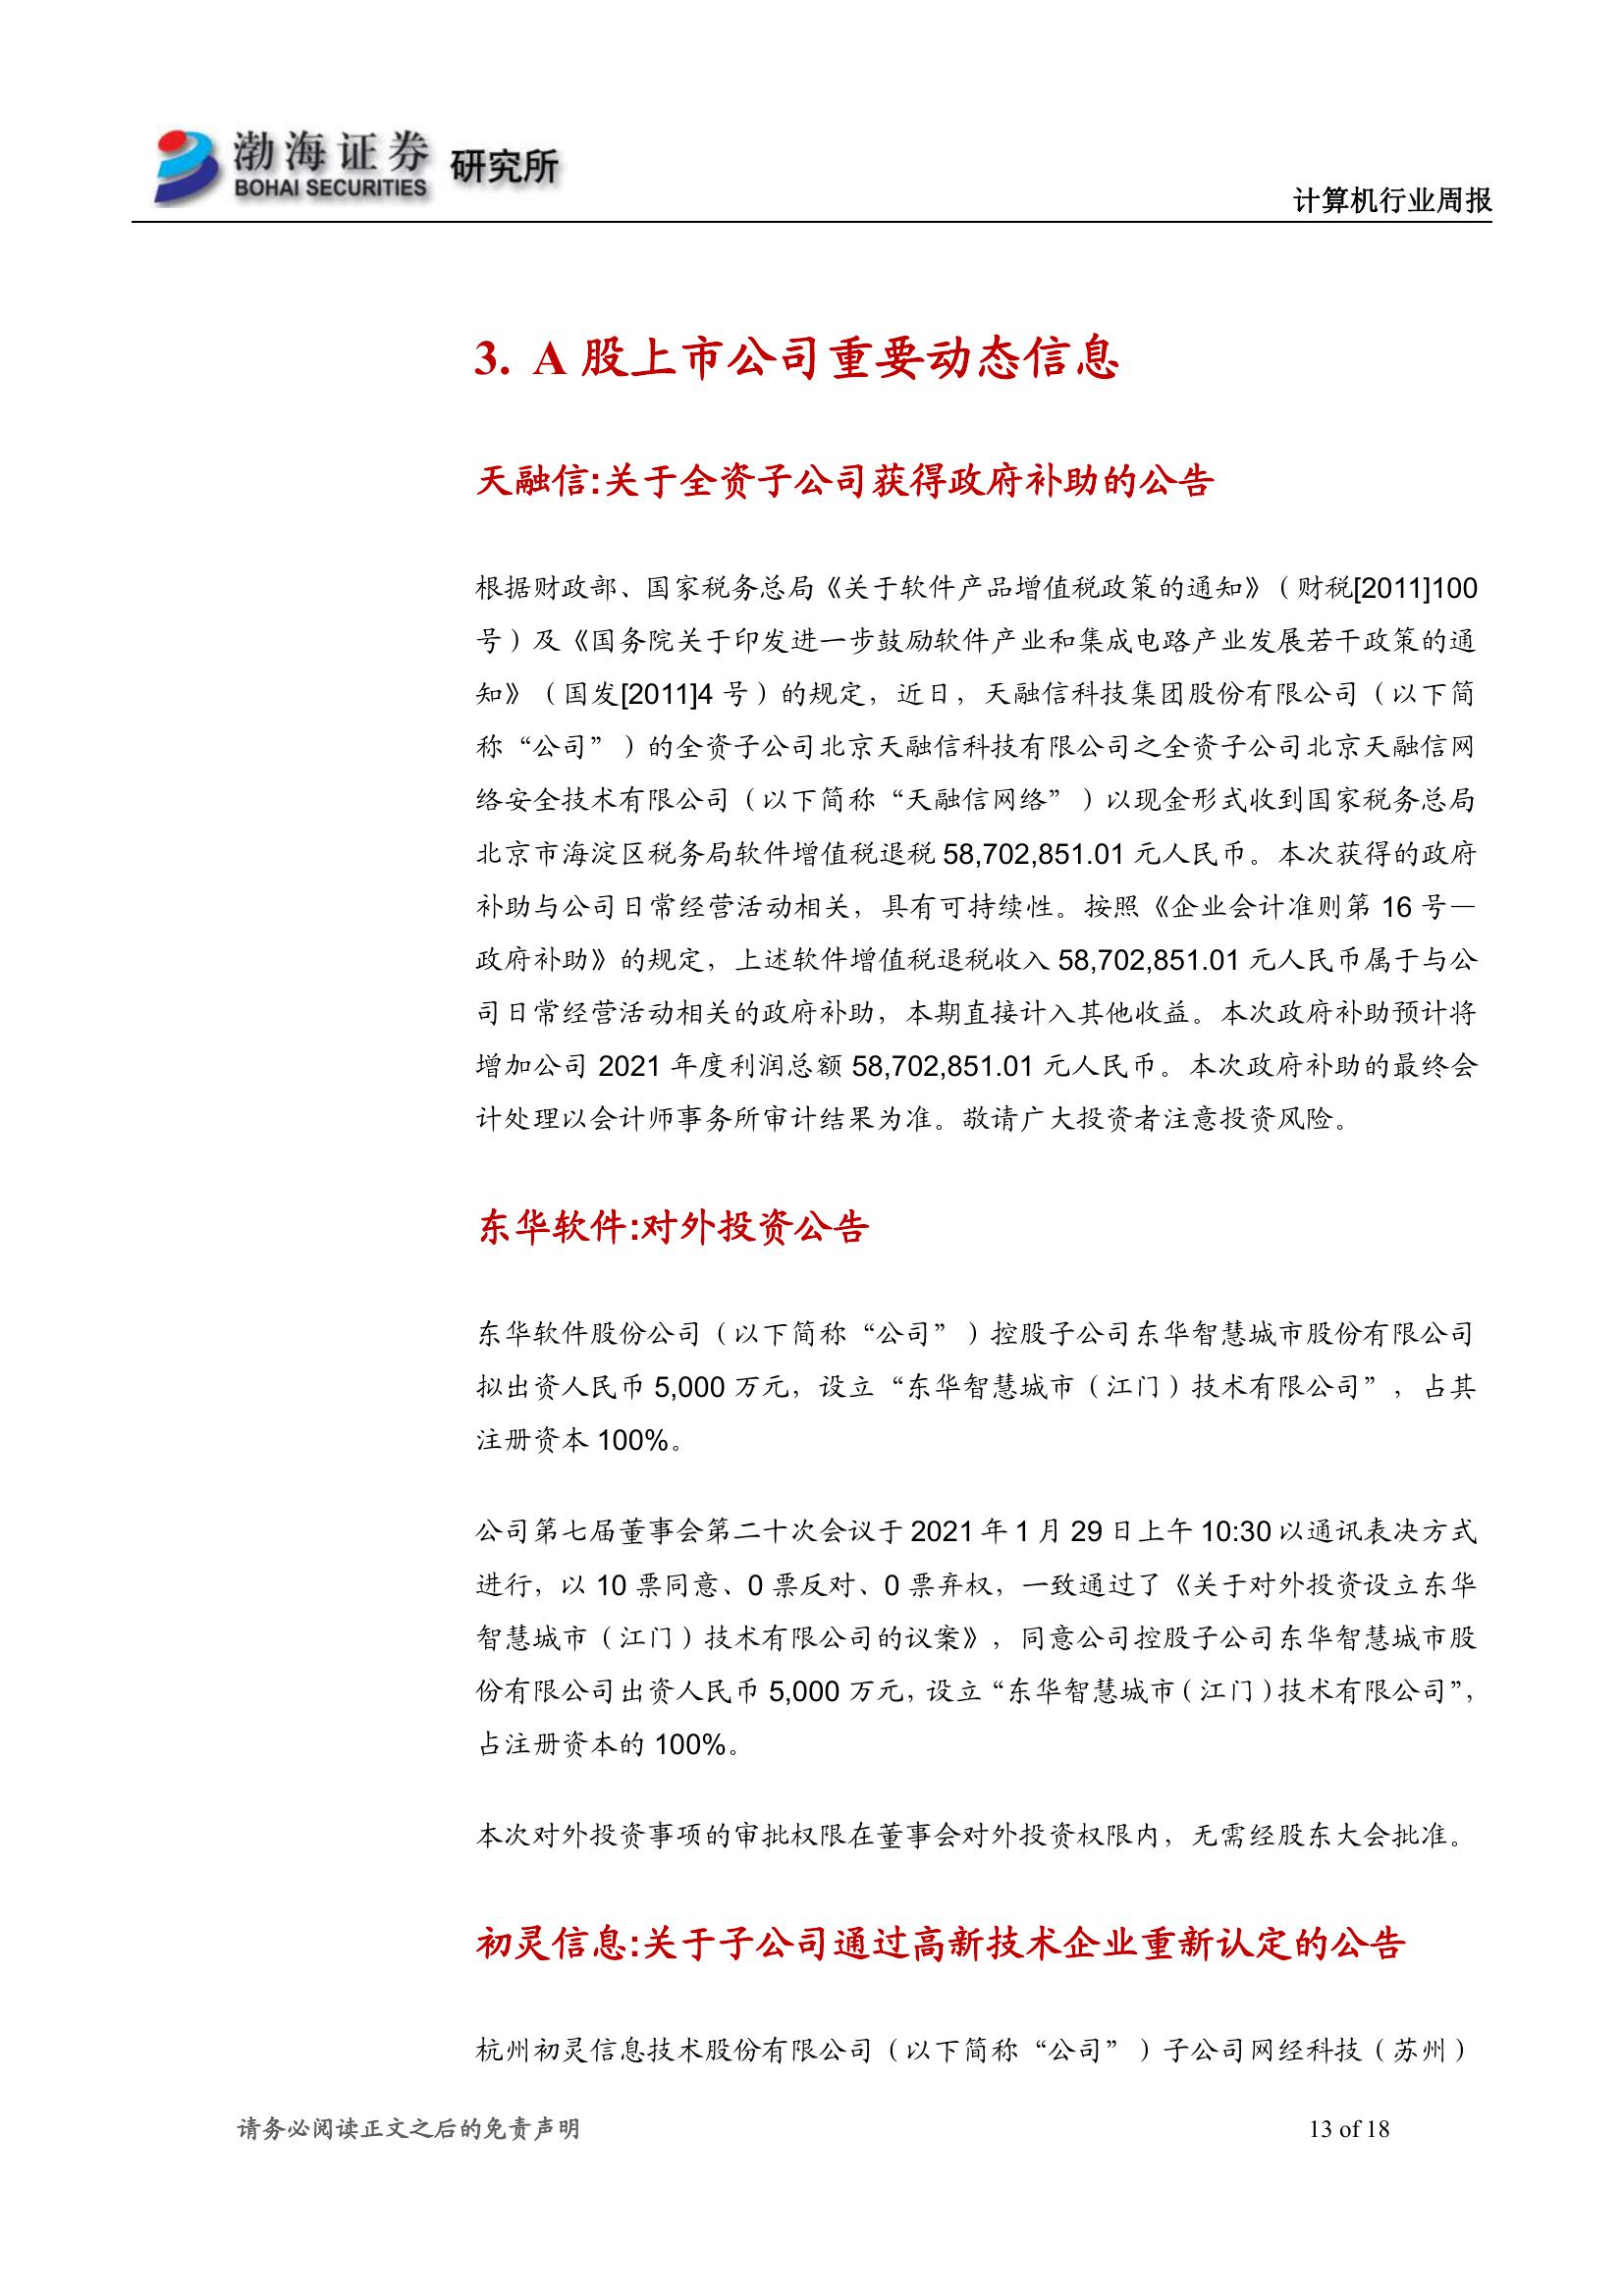 渤海证券
BOHAI SECURITIES
研究所
计算机行业周报
3. A 股上市公司重要动态信息
天融信:关于全资子公司获得政府补助的公告
根据财政部、国家税务总局《关于软件产品增值税政策的通知》（财税[2011]100
号）及《国务院关于印发进一步鼓励软件产业和集成电路产业发展若干政策的通
知》（国发[2011]4 号）的规定，近日，天融信科技集团股份有限公司（以下简
称“公司”）的全资子公司北京天融信科技有限公司之全资子公司北京天融信网
络安全技术有限公司（以下简称“天融信网络”）以现金形式收到国家税务总局
北京市海淀区税务局软件增值税退税 58,702,851.01 元人民币。本次获得的政府
补助与公司日常经营活动相关，具有可持续性。按照《企业会计准则第 16 号—
政府补助》的规定，上述软件增值税退税收入 58,702,851.01 元人民币属于与公
司日常经营活动相关的政府补助，本期直接计入其他收益。本次政府补助预计将
增加公司 2021 年度利润总额 58,702,851.01 元人民币。本次政府补助的最终会
计处理以会计师事务所审计结果为准。敬请广大投资者注意投资风险。
东华软件:对外投资公告
东华软件股份公司（以下简称“公司”）控股子公司东华智慧城市股份有限公司
拟出资人民币 5,000 万元，设立“东华智慧城市（江门）技术有限公司”，占其
注册资本 100%。
公司第七届董事会第二十次会议于 2021 年 1 月 29 日上午 10:30 以通讯表决方式
进行，以 10 票同意、0 票反对、0 票弃权，一致通过了《关于对外投资设立东华
智慧城市（江门）技术有限公司的议案》，同意公司控股子公司东华智慧城市股
份有限公司出资人民币 5,000 万元，设立“东华智慧城市（江门）技术有限公司”，
占注册资本的 100%。
本次对外投资事项的审批权限在董事会对外投资权限内，无需经股东大会批准。
初灵信息:关于子公司通过高新技术企业重新认定的公告
杭州初灵信息技术股份有限公司（以下简称“公司”）子公司网经科技（苏州）
请务必阅读正文之后的免责声明
13 of 18